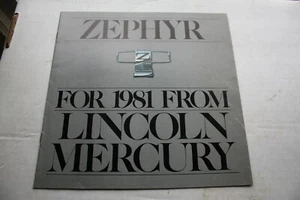 ZEPHYR
Z
FOR 1981 FROM
LINCOLN
MERCURY